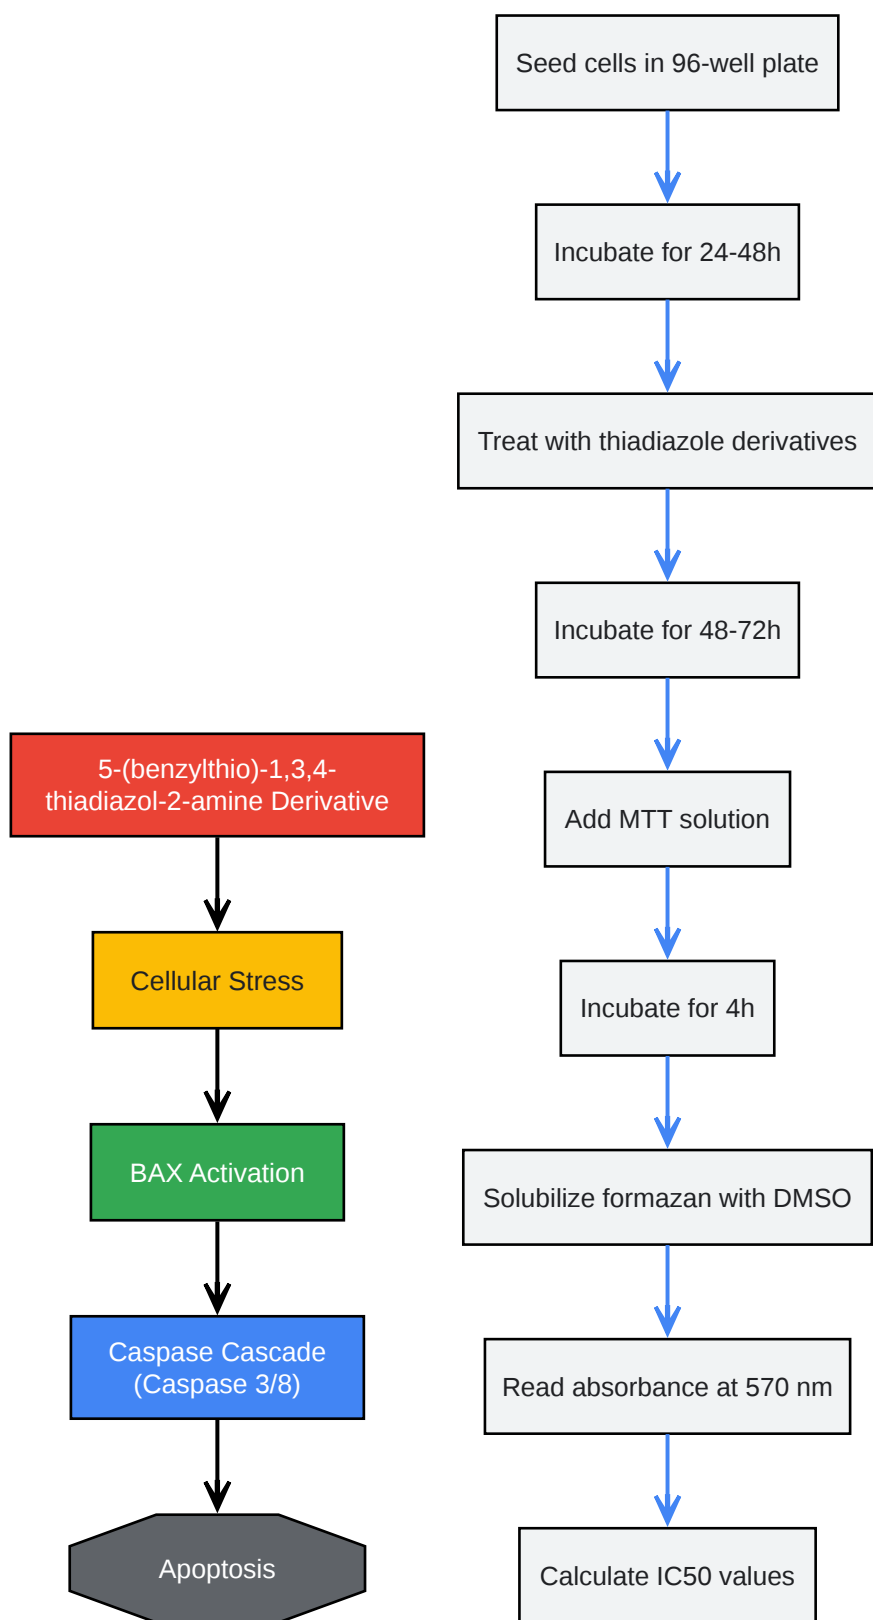 Seed cells in 96-well plate
Incubate for 24-48h
Treat with thiadiazole derivatives
Incubate for 48-72h
Add MTT solution
Incubate for 4h
Solubilize formazan with DMSO
Read absorbance at 570 nm
Calculate IC50 values
5-(benzylthio)-1,3,4-
thiadiazol-2-amine Derivative
Cellular Stress
BAX Activation
Caspase Cascade
(Caspase 3/8)
Apoptosis